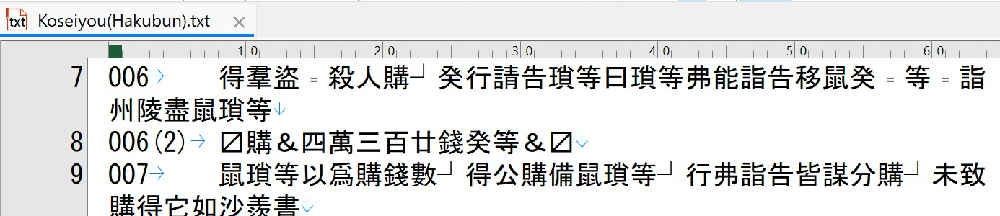 Koseiyou(Hakubun).txt
10 20 30 40 50 60
7 006→ 得羣盗=殺人購┘癸行請告瑣等曰瑣等弗能詣告移鼠癸=等=詣
州陵盡鼠瑣等↓
8 006(2)→ 〼購&四萬三百廿錢癸等&〼↓
9 007→ 鼠瑣等以爲購錢數┘得公購備鼠瑣等┘行弗詣告皆謀分購┘未致
購得它如沙羨書↓